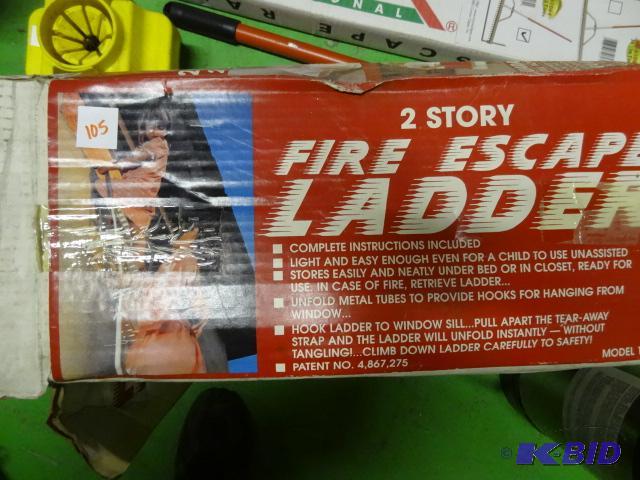 ONAL ®
SCAPE RA
105
2 STORY
FIRE ESCAPE
LADDER
COMPLETE INSTRUCTIONS INCLUDED
LIGHT AND EASY ENOUGH EVEN FOR A CHILD TO USE UNASSISTED
STORES EASILY AND NEATLY UNDER BED OR IN CLOSET, READY FOR
USE. IN CASE OF FIRE, RETRIEVE LADDER...
UNFOLD METAL TUBES TO PROVIDE HOOKS FOR HANGING FROM
WINDOW...
HOOK LADDER TO WINDOW SILL...PULL APART THE TEAR-AWAY
STRAP AND THE LADDER WILL UNFOLD INSTANTLY — WITHOUT
TANGLING!...CLIMB DOWN LADDER CAREFULLY TO SAFETY!
PATENT NO. 4,867,275
MODEL
© K-BID